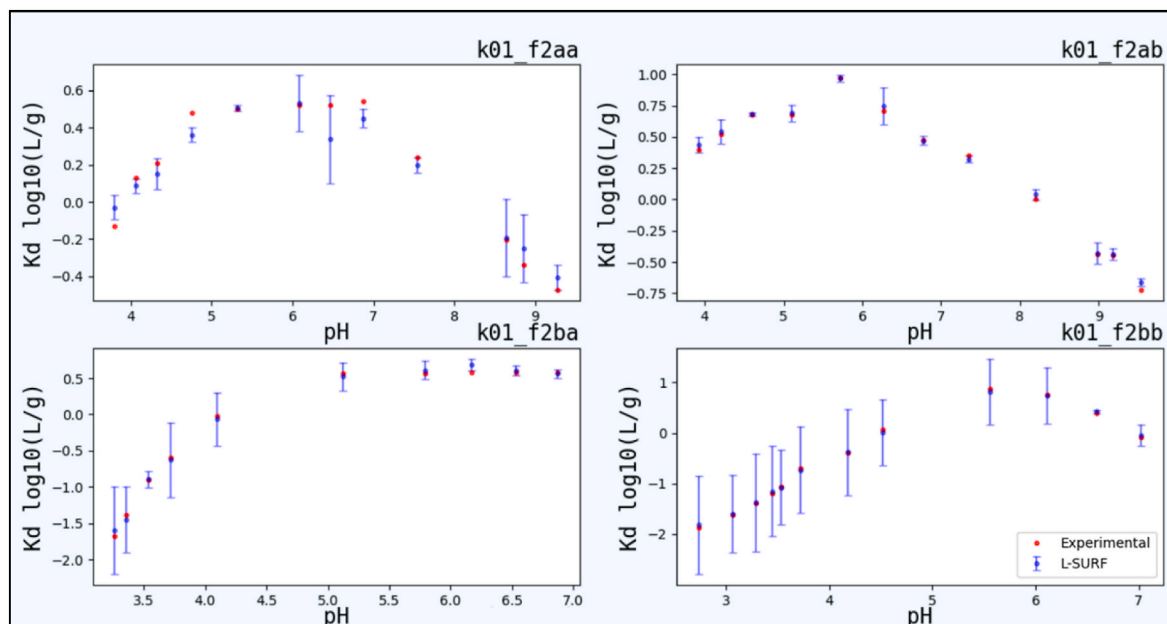 k01_f2aa
k01_f2ab
Kd log10(L/g)
0.6
0.4
0.2
0.0
−0.2
−0.4
4 5 6 7 8 9
pH
Kd log10(L/g)
1.00
0.75
0.50
0.25
0.00
−0.25
−0.50
−0.75
4 5 6 7 8 9
pH
k01_f2ba
k01_f2bb
Kd log10(L/g)
0.5
0.0
−0.5
−1.0
−1.5
−2.0
3.5 4.0 4.5 5.0 5.5 6.0 6.5 7.0
pH
Kd log10(L/g)
1
0
−1
−2
3 4 5 6 7
pH
Experimental
L-SURF